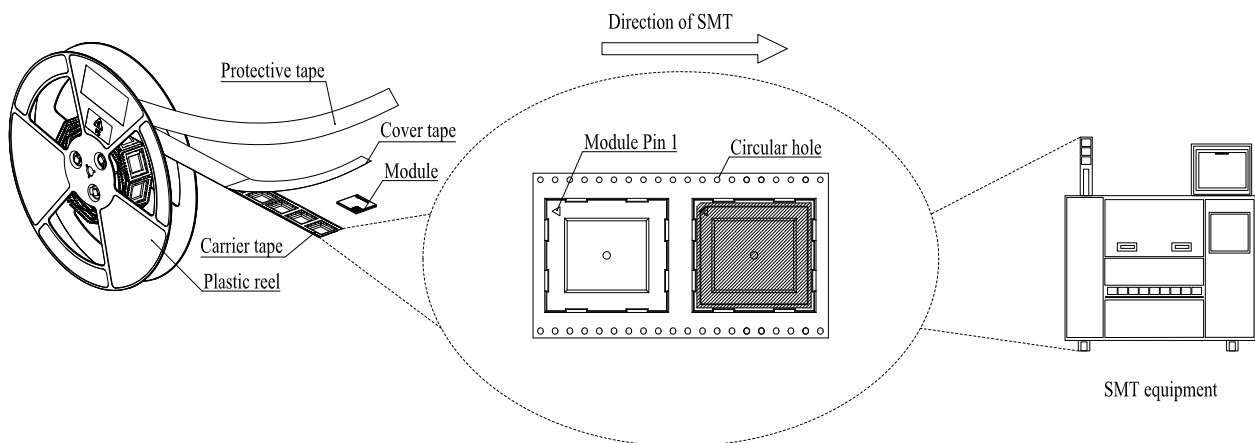 Direction of SMT
Protective tape
Cover tape
Module
Carrier tape
Plastic reel
Module Pin 1
Circular hole
SMT equipment